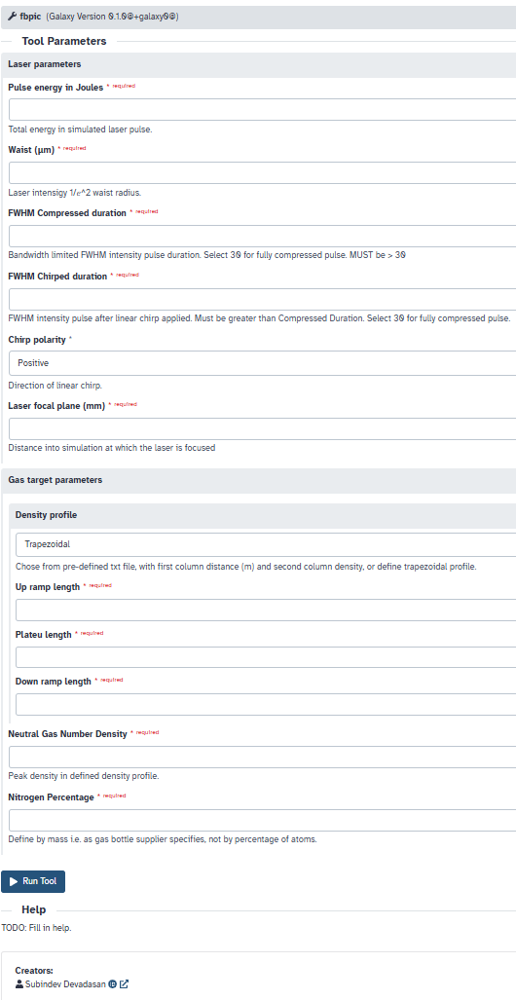 fbpic (Galaxy Version 0.1.0@+galaxy0@)
Tool Parameters
Laser parameters
Pulse energy in Joules * required
Total energy in simulated laser pulse.
Waist (μm) * required
Laser intensigy 1/e^2 waist radius.
FWHM Compressed duration * required
Bandwidth limited FWHM intensity pulse duration. Select 30 for fully compressed pulse. MUST be > 30
FWHM Chirped duration * required
FWHM intensity pulse after linear chirp applied. Must be greater than Compressed Duration. Select 30 for fully compressed pulse.
Chirp polarity *
Positive
Direction of linear chirp.
Laser focal plane (mm) * required
Distance into simulation at which the laser is focused
Gas target parameters
Density profile
Trapezoidal
Chose from pre-defined txt file, with first column distance (m) and second column density, or define trapezoidal profile.
Up ramp length * required
Plateu length * required
Down ramp length * required
Neutral Gas Number Density * required
Peak density in defined density profile.
Nitrogen Percentage * required
Define by mass i.e. as gas bottle supplier specifies, not by percentage of atoms.
Run Tool
Help
TODO: Fill in help.
Creators:
Subindev Devadasan iD